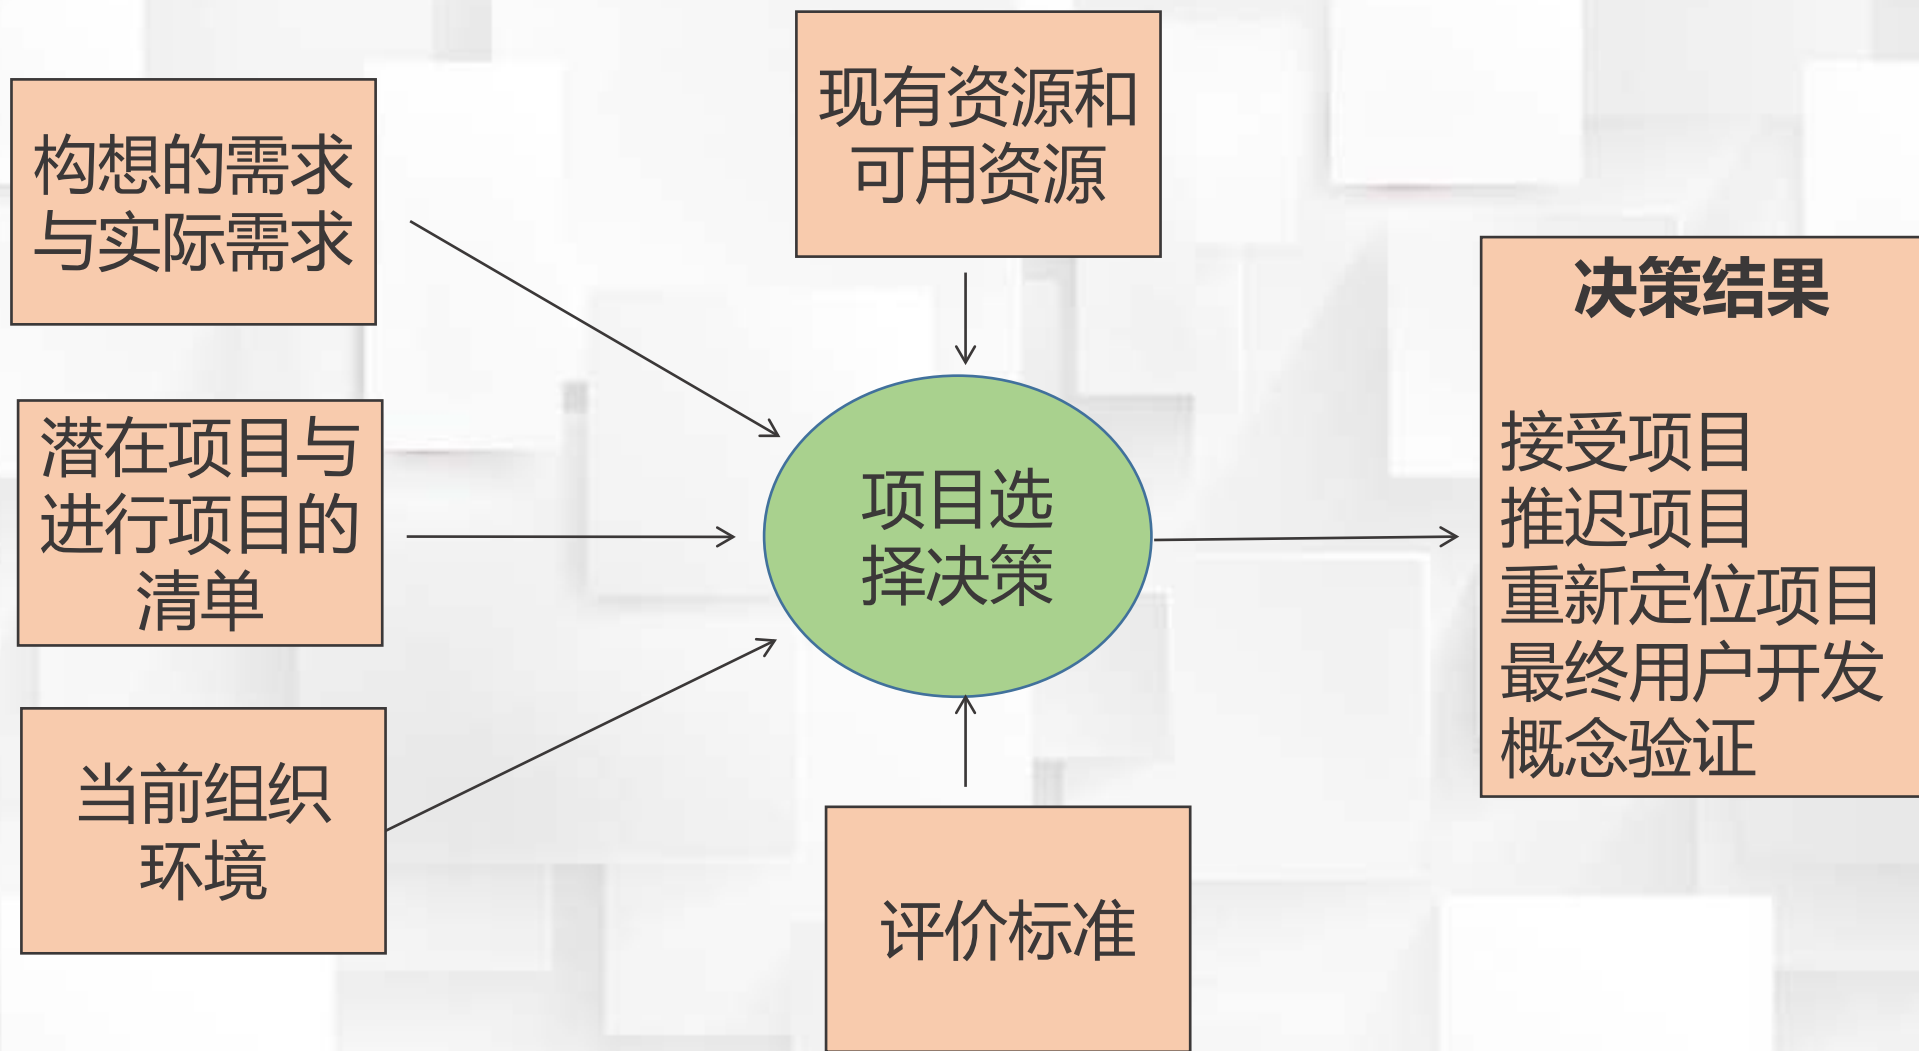 构想的需求
与实际需求
潜在项目与
进行项目的
清单
当前组织
环境
现有资源和
可用资源
项目选
择决策
评价标准
决策结果
接受项目
推迟项目
重新定位项目
最终用户开发
概念验证